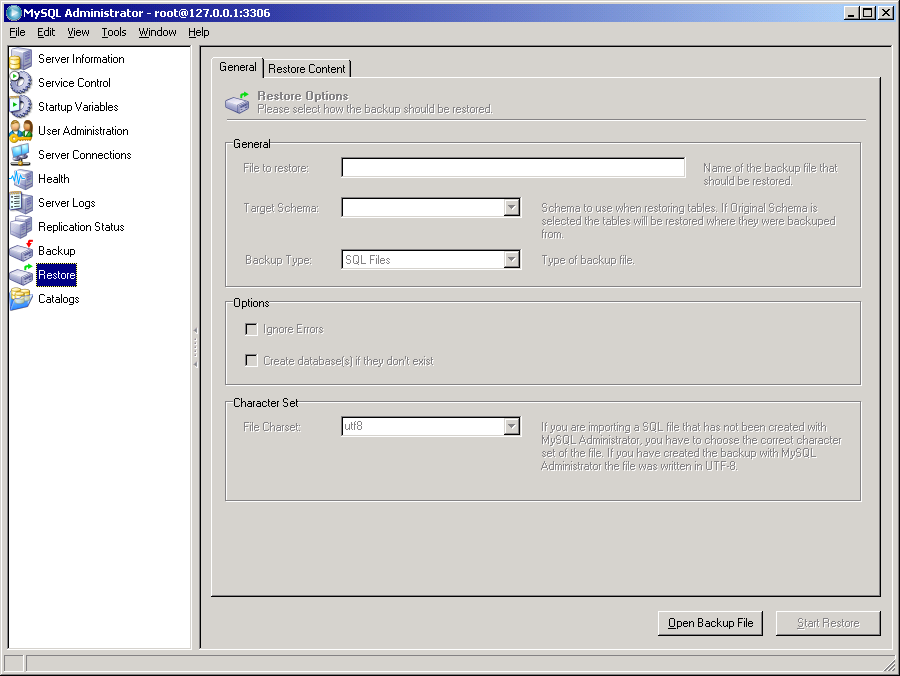 MySQL Administrator - root@127.0.0.1:3306
File Edit View Tools Window Help
Server Information
Service Control
Startup Variables
User Administration
Server Connections
Health
Server Logs
Replication Status
Backup
Restore
Catalogs
General Restore Content
Restore Options
Please select how the backup should be restored.
General
File to restore:
Name of the backup file that
should be restored.
Target Schema:
Schema to use when restoring tables. If Original Schema is
selected the tables will be restored where they were backuped
from.
Backup Type: SQL Files Type of backup file.
Options
Ignore Errors
Create database(s) if they don't exist
Character Set
File Charset: utf8
If you are importing a SQL file that has not been created with
MySQL Administrator, you have to choose the correct character
set of the file. If you have created the backup with MySQL
Administrator the file was written in UTF-8.
Open Backup File Start Restore